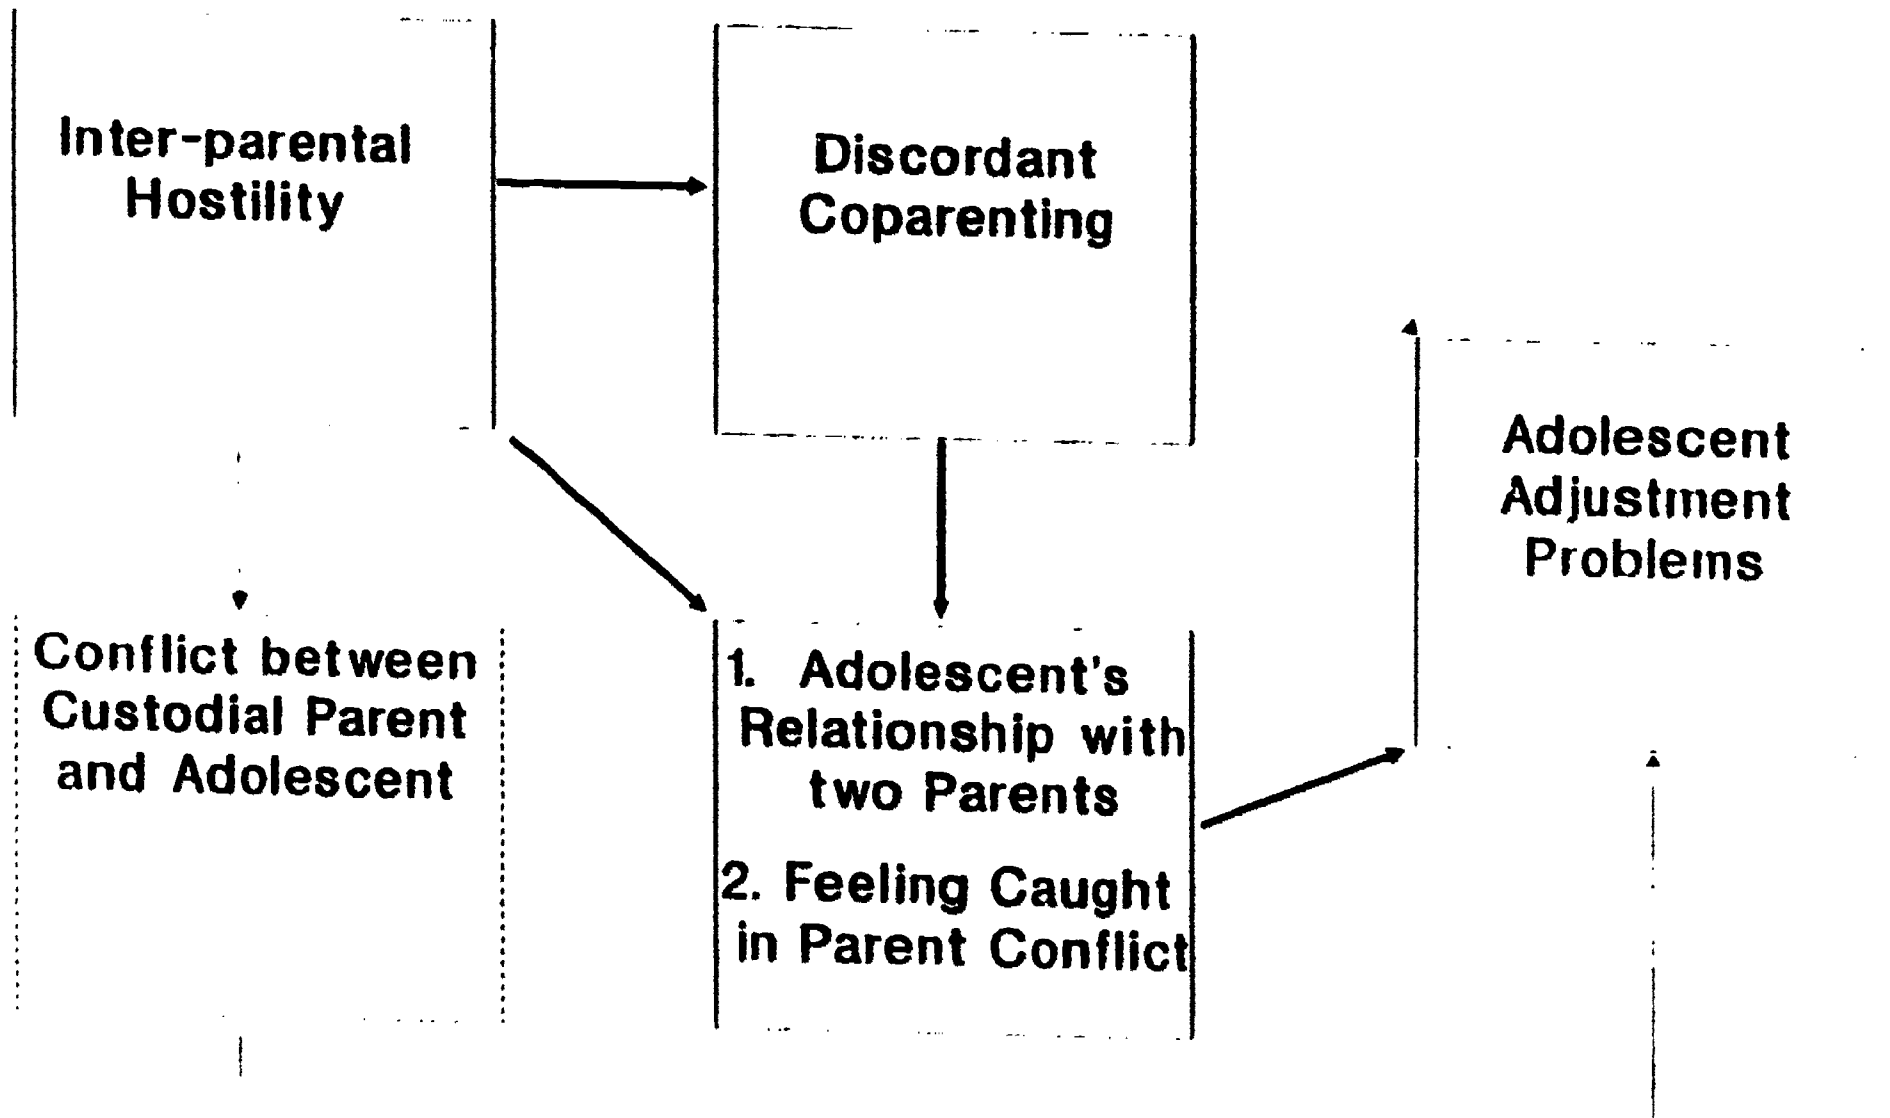 Inter-parental
Hostility
Discordant
Coparenting
Adolescent
Adjustment
Problems
Conflict between
Custodial Parent
and Adolescent
1. Adolescent's
Relationship with
two Parents
2. Feeling Caught
in Parent Conflict